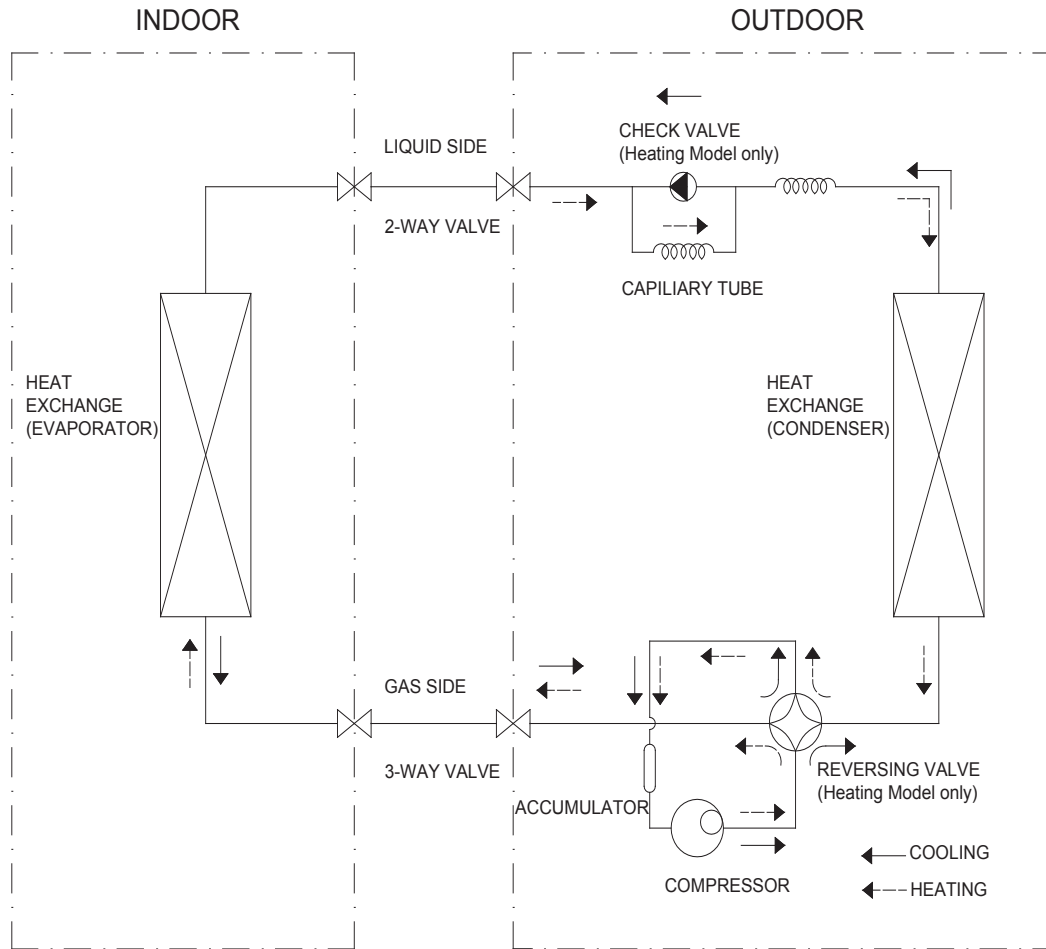 INDOOR
OUTDOOR
CHECK VALVE
(Heating Model only)
LIQUID SIDE
2-WAY VALVE
CAPILIARY TUBE
HEAT
EXCHANGE
(EVAPORATOR)
HEAT
EXCHANGE
(CONDENSER)
GAS SIDE
3-WAY VALVE
REVERSING VALVE
(Heating Model only)
ACCUMULATOR
COMPRESSOR
COOLING
HEATING